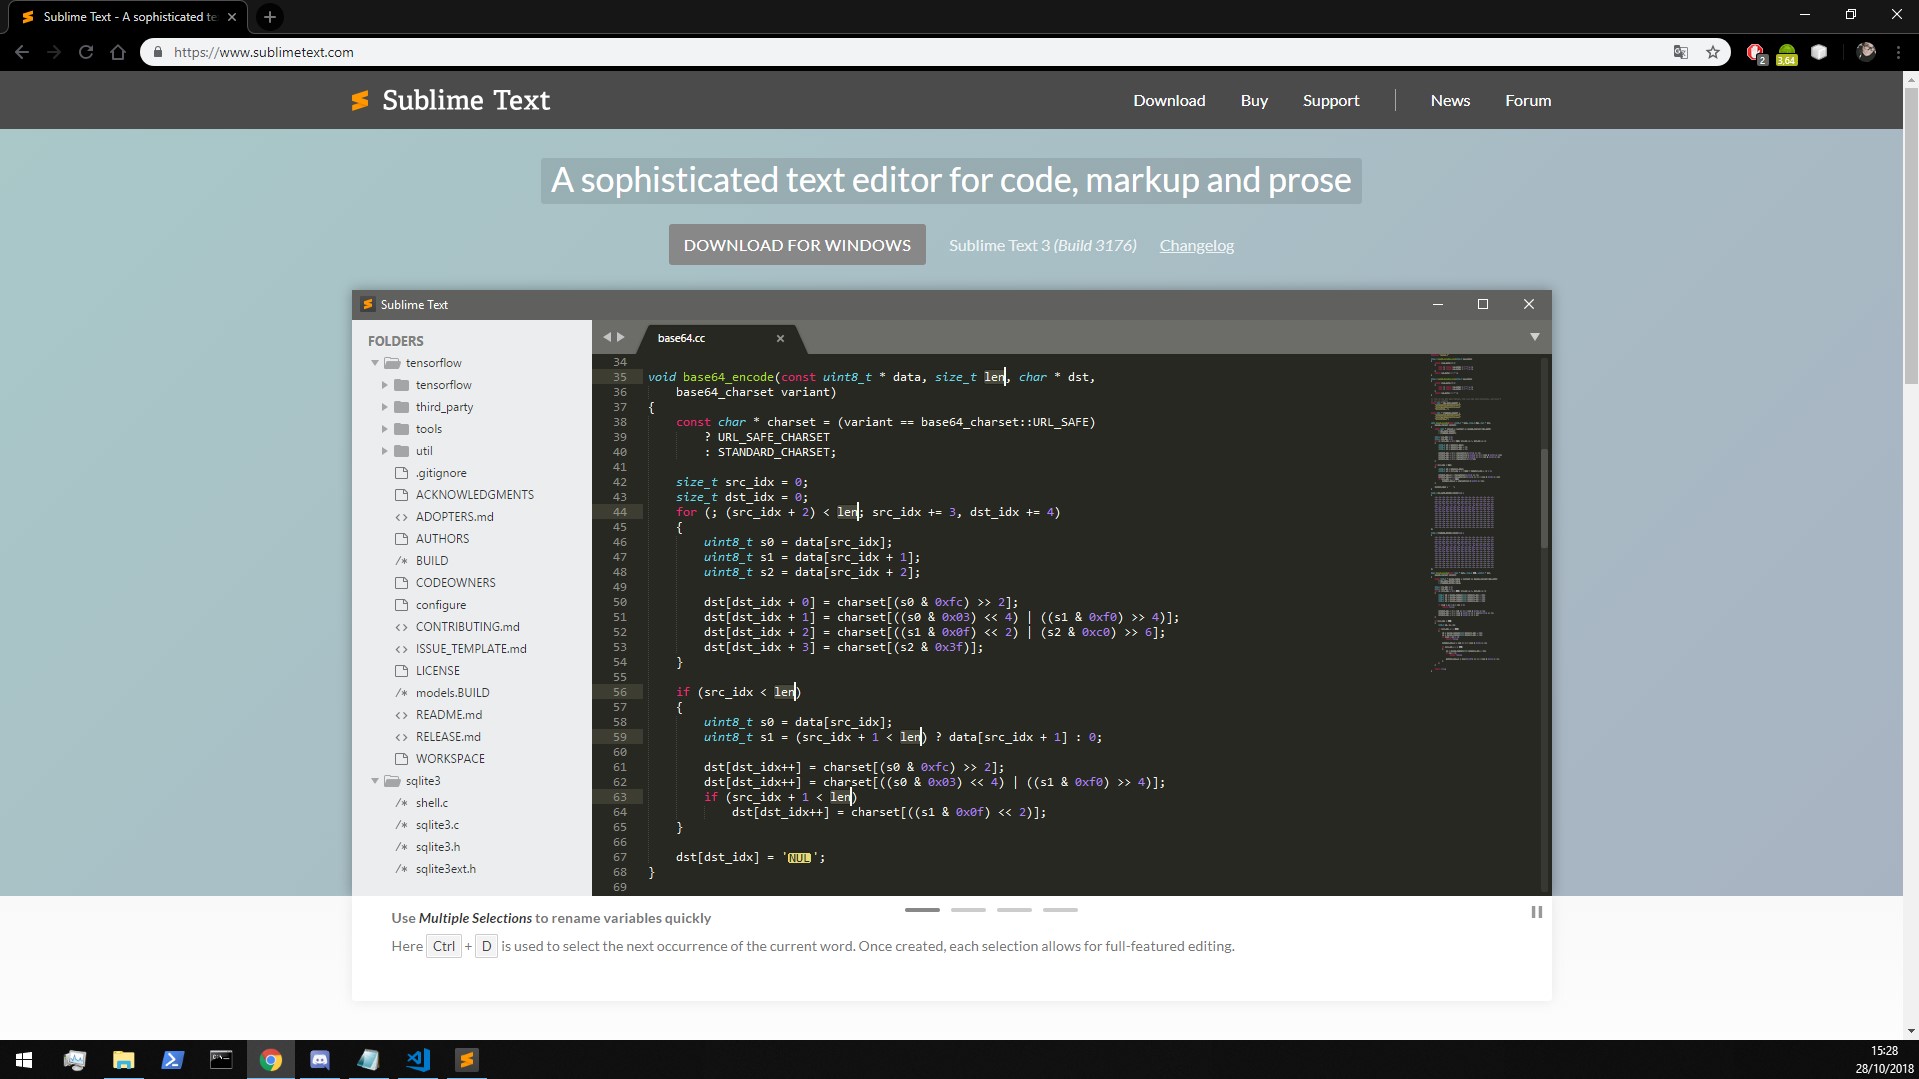 Sublime Text - A sophisticated te
https://www.sublimetext.com
2
3,64
Sublime Text
Download Buy Support News Forum
A sophisticated text editor for code, markup and prose
DOWNLOAD FOR WINDOWS Sublime Text 3 (Build 3176) Changelog
Sublime Text
FOLDERS
tensorflow
tensorflow
third_party
tools
util
.gitignore
ACKNOWLEDGMENTS
ADOPTERS.md
AUTHORS
BUILD
CODEOWNERS
configure
CONTRIBUTING.md
ISSUE_TEMPLATE.md
LICENSE
models.BUILD
README.md
RELEASE.md
WORKSPACE
sqlite3
shell.c
sqlite3.c
sqlite3.h
sqlite3ext.h
base64.cc
34
35 void base64_encode(const uint8_t * data, size_t len, char * dst,
36 base64_charset variant)
37 {
38 const char * charset = (variant == base64_charset::URL_SAFE)
39 ? URL_SAFE_CHARSET
40 : STANDARD_CHARSET;
41
42 size_t src_idx = 0;
43 size_t dst_idx = 0;
44 for (; (src_idx + 2) < len; src_idx += 3, dst_idx += 4)
45 {
46 uint8_t s0 = data[src_idx];
47 uint8_t s1 = data[src_idx + 1];
48 uint8_t s2 = data[src_idx + 2];
49
50 dst[dst_idx + 0] = charset[(s0 & 0xfc) >> 2];
51 dst[dst_idx + 1] = charset[((s0 & 0x03) << 4) | ((s1 & 0xf0) >> 4)];
52 dst[dst_idx + 2] = charset[((s1 & 0x0f) << 2) | (s2 & 0xc0) >> 6];
53 dst[dst_idx + 3] = charset[(s2 & 0x3f)];
54 }
55
56 if (src_idx < len)
57 {
58 uint8_t s0 = data[src_idx];
59 uint8_t s1 = (src_idx + 1 < len) ? data[src_idx + 1] : 0;
60
61 dst[dst_idx++] = charset[(s0 & 0xfc) >> 2];
62 dst[dst_idx++] = charset[((s0 & 0x03) << 4) | ((s1 & 0xf0) >> 4)];
63 if (src_idx + 1 < len)
64 dst[dst_idx++] = charset[((s1 & 0x0f) << 2)];
65 }
66
67 dst[dst_idx] = 'NUL';
68 }
69
Use Multiple Selections to rename variables quickly
Here Ctrl + D is used to select the next occurrence of the current word. Once created, each selection allows for full-featured editing.
15:28
28/10/2018